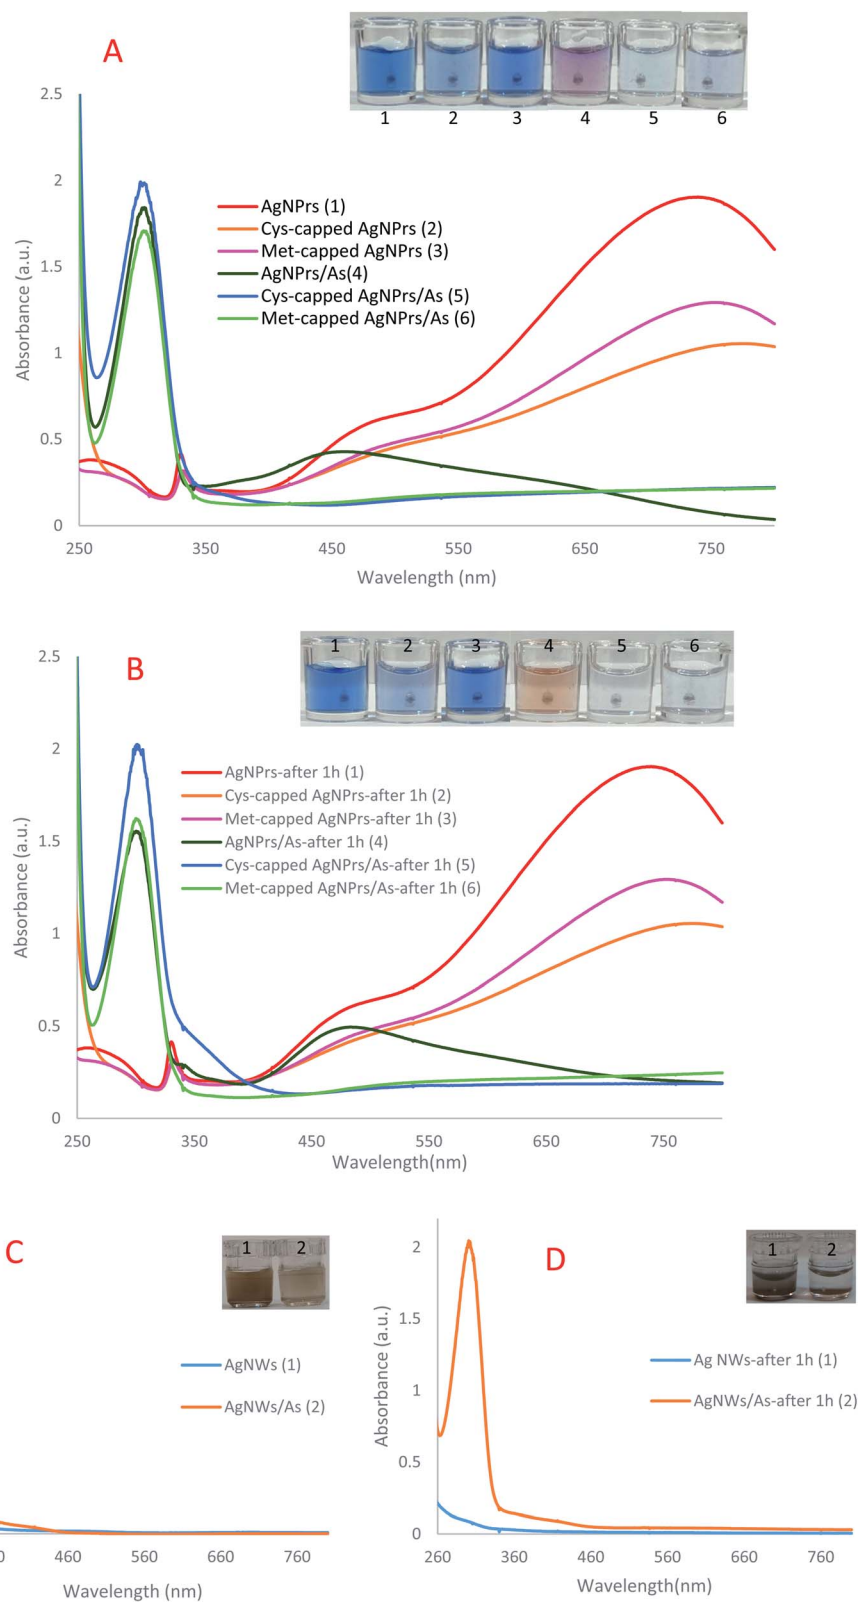 A
1 2 3 4 5 6
2.5
2
1.5
1
0.5
0
Absorbance (a.u.)
AgNPrs (1)
Cys-capped AgNPrs (2)
Met-capped AgNPrs (3)
AgNPrs/As(4)
Cys-capped AgNPrs/As (5)
Met-capped AgNPrs/As (6)
250 350 450 550 650 750
Wavelength (nm)
B
1 2 3 4 5 6
2.5
2
1.5
1
0.5
0
Absorbance (a.u.)
AgNPrs-after 1h (1)
Cys-capped AgNPrs-after 1h (2)
Met-capped AgNPrs-after 1h (3)
AgNPrs/As-after 1h (4)
Cys-capped AgNPrs/As-after 1h (5)
Met-capped AgNPrs/As-after 1h (6)
250 350 450 550 650 750
Wavelength(nm)
C
1 2
AgNWs (1)
AgNWs/As (2)
460 560 660 760
Wavelength (nm)
D
1 2
2
1.5
1
0.5
0
Absorbance (a.u.)
Ag NWs-after 1h (1)
AgNWs/As-after 1h (2)
260 360 460 560 660 760
Wavelength(nm)